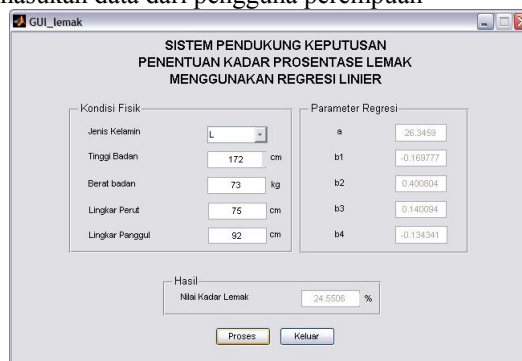 masukan data dari pengguna perempuan
GUI_lemak
SISTEM PENDUKUNG KEPUTUSAN
PENENTUAN KADAR PROSENTASE LEMAK
MENGGUNAKAN REGRESI LINIER
Kondisi Fisik
Jenis Kelamin L
Tinggi Badan 172 cm
Berat badan 73 kg
Lingkar Perut 75 cm
Lingkar Panggul 92 cm
Parameter Regresi
a 26.3459
b1 -0.169777
b2 0.400804
b3 0.140094
b4 -0.134341
Hasil
Nilai Kadar Lemak 24.5506 %
Proses Keluar